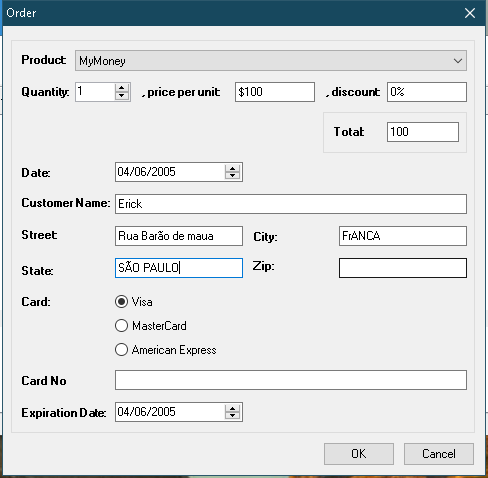 Order
Product: MyMoney
Quantity: 1 , price per unit: $100 , discount: 0%
Total: 100
Date: 04/06/2005
Customer Name: Erick
Street: Rua Barão de maua City: FrANCA
State: SÃO PAULO Zip:
Card: Visa
MasterCard
American Express
Card No
Expiration Date: 04/06/2005
OK Cancel